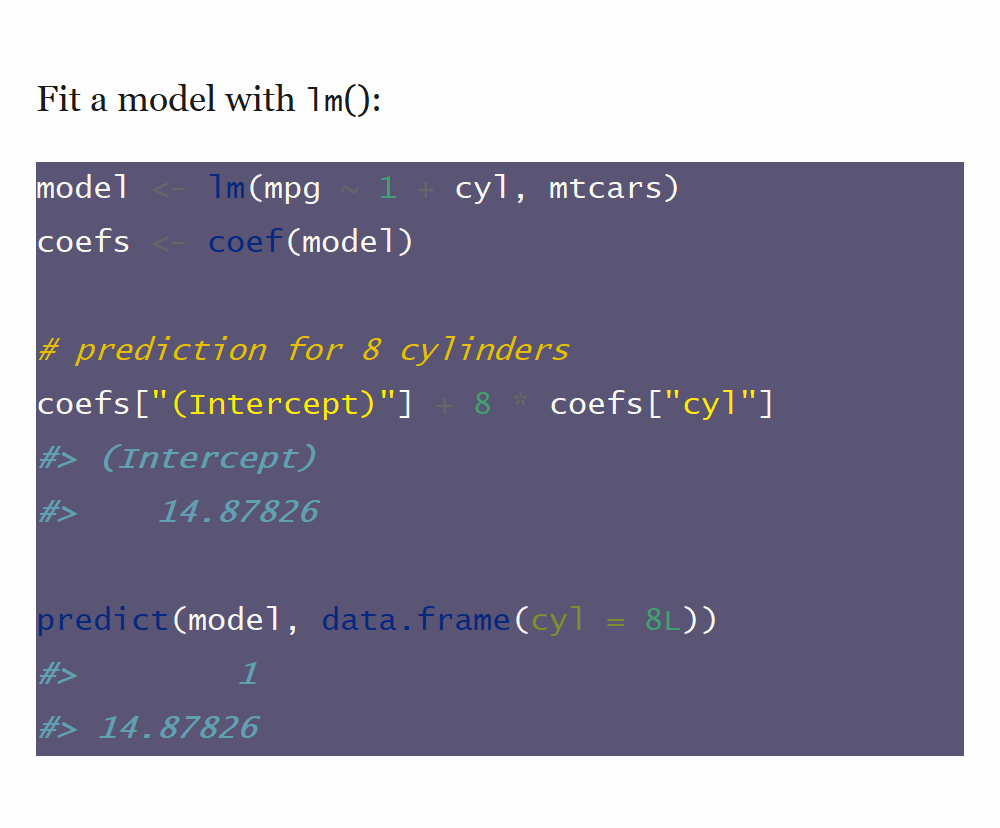 Fit a model with lm():
model <- lm(mpg ~ 1 + cyl, mtcars)
coefs <- coef(model)
# prediction for 8 cylinders
coefs["(Intercept)"] + 8 * coefs["cyl"]
#> (Intercept)
#>    14.87826
predict(model, data.frame(cyl = 8L))
#>        1
#> 14.87826